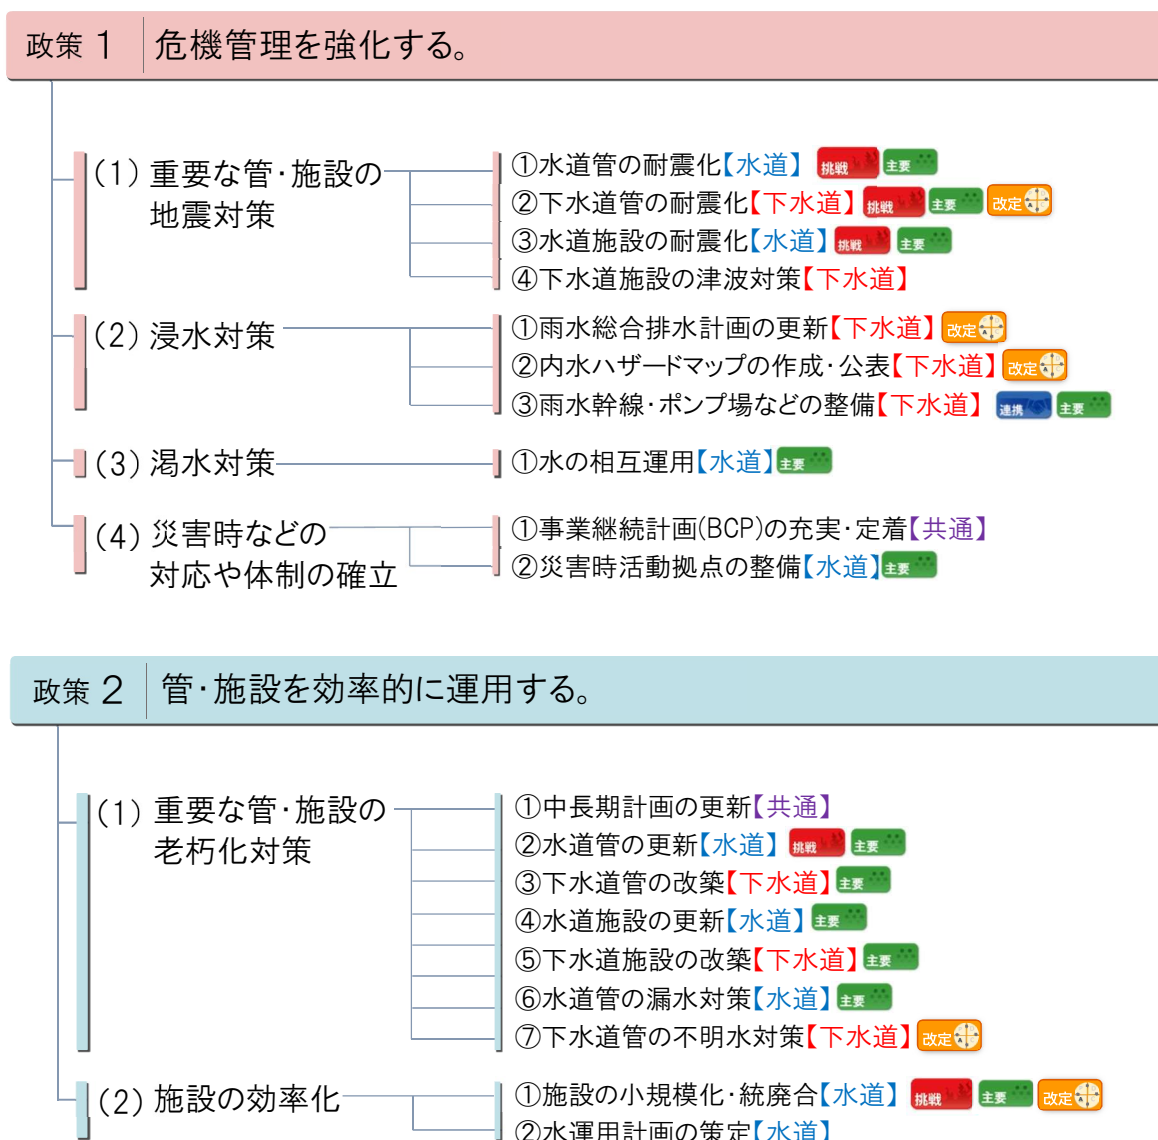 政策 1 危機管理を強化する。
(1) 重要な管・施設の
地震対策
①水道管の耐震化【水道】 挑戦 主要
②下水道管の耐震化【下水道】 挑戦 主要 改定
③水道施設の耐震化【水道】 挑戦 主要
④下水道施設の津波対策【下水道】
(2) 浸水対策
①雨水総合排水計画の更新【下水道】 改定
②内水ハザードマップの作成・公表【下水道】 改定
③雨水幹線・ポンプ場などの整備【下水道】 連携 主要
(3) 渇水対策
①水の相互運用【水道】 主要
(4) 災害時などの
対応や体制の確立
①事業継続計画(BCP)の充実・定着【共通】
②災害時活動拠点の整備【水道】 主要
政策 2 管・施設を効率的に運用する。
(1) 重要な管・施設の
老朽化対策
①中長期計画の更新【共通】
②水道管の更新【水道】 挑戦 主要
③下水道管の改築【下水道】 主要
④水道施設の更新【水道】 主要
⑤下水道施設の改築【下水道】 主要
⑥水道管の漏水対策【水道】 主要
⑦下水道管の不明水対策【下水道】 改定
(2) 施設の効率化
①施設の小規模化・統廃合【水道】 挑戦 主要 改定
②水運用計画の策定【水道】